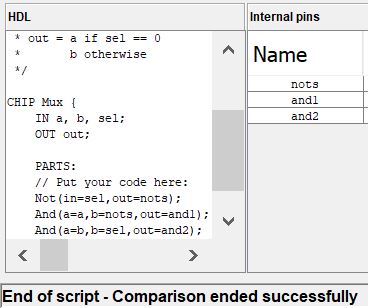 HDL
* out = a if sel == 0
* b otherwise
*/
CHIP Mux {
IN a, b, sel;
OUT out;
PARTS:
// Put your code here:
Not(in=sel,out=nots);
And(a=a,b=nots,out=and1);
And(a=b,b=sel,out=and2);
Internal pins
Name
nots
and1
and2
End of script - Comparison ended successfully